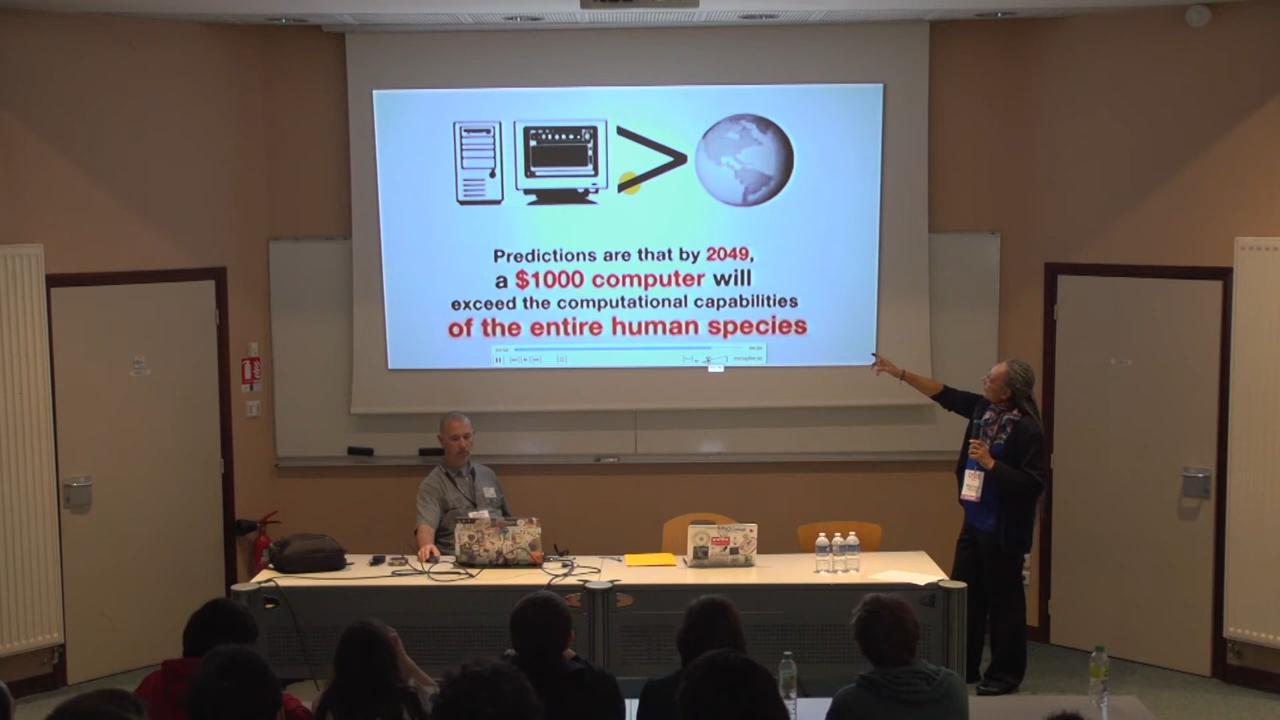 Predictions are that by 2049,
a $1000 computer will
exceed the computational capabilities
of the entire human species